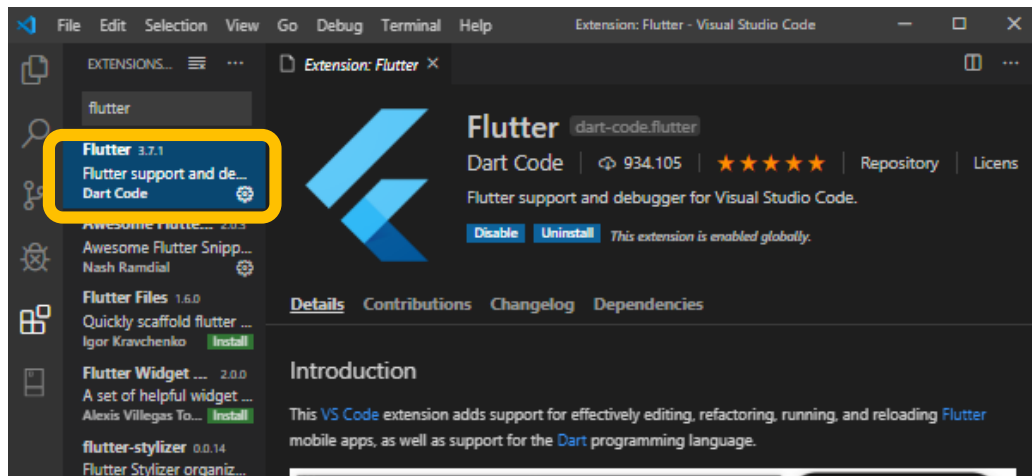 File Edit Selection View Go Debug Terminal Help Extension: Flutter - Visual Studio Code
EXTENSIONS...
Extension: Flutter
flutter
Flutter 3.7.1
Flutter support and de...
Dart Code
Awesome Flutte... 2.0.3
Awesome Flutter Snipp...
Nash Ramdial
Flutter Files 1.6.0
Quickly scaffold flutter ...
Igor Kravchenko Install
Flutter Widget ... 2.0.0
A set of helpful widget ...
Alexis Villegas To... Install
flutter-stylizer 0.0.14
Flutter Stylizer organiz...
Flutter dart-code.flutter
Dart Code 934.105 Repository Licens
Flutter support and debugger for Visual Studio Code.
Disable Uninstall This extension is enabled globally.
Details Contributions Changelog Dependencies
Introduction
This VS Code extension adds support for effectively editing, refactoring, running, and reloading Flutter
mobile apps, as well as support for the Dart programming language.